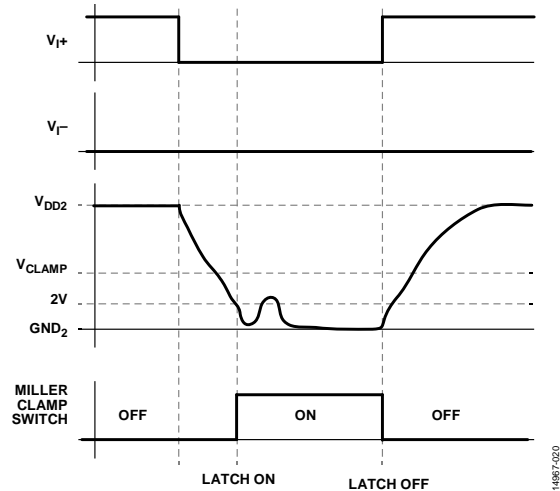 VI+
VI−
VDD2
VCLAMP
2V
GND2
MILLER
CLAMP
SWITCH
OFF
ON
OFF
LATCH ON
LATCH OFF
14967-020